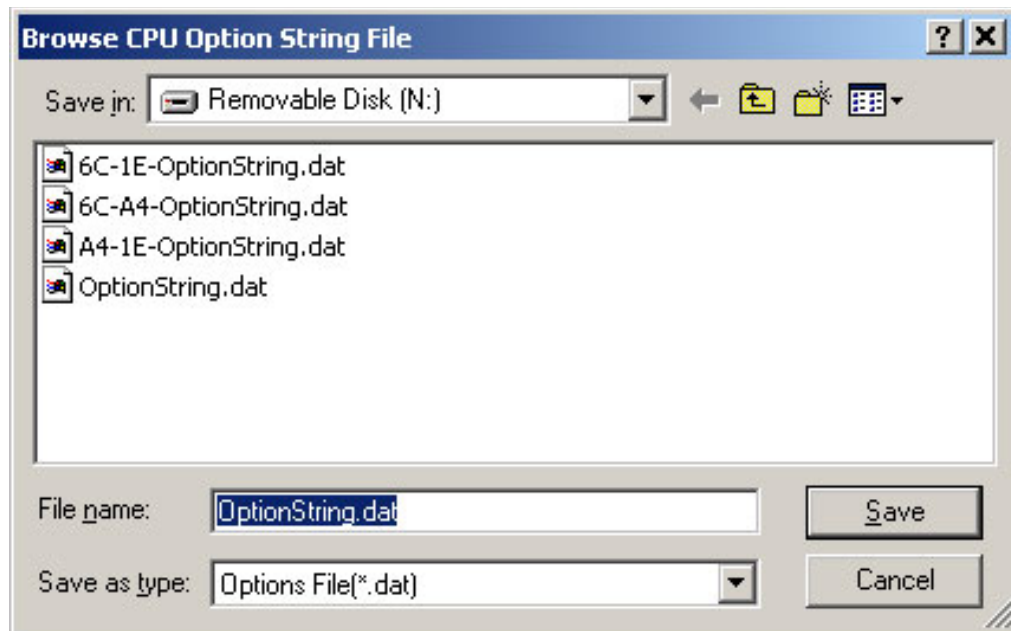 Browse CPU Option String File
Save in: Removable Disk (N:)
6C-1E-OptionString.dat
6C-A4-OptionString.dat
A4-1E-OptionString.dat
OptionString.dat
File name: OptionString.dat Save
Save as type: Options File(*.dat) Cancel